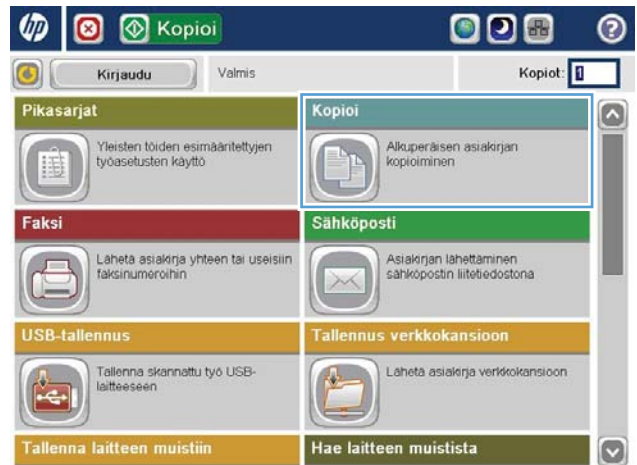 hp Kopioi ?
Kirjaudu Valmis Kopiot: 1
Pikasarjat
Yleisten töiden esimääritettyjen
työasetusten käyttö
Kopioi
Alkuperäisen asiakirjan
kopioiminen
Faksi
Lähetä asiakirja yhteen tai useisiin
faksinumeroihin
Sähköposti
Asiakirjan lähettäminen
sähköpostin liitetiedostona
USB-tallennus
Tallenna skannattu työ USB-
laitteeseen
Tallennus verkkokansioon
Lähetä asiakirja verkkokansioon
Tallenna laitteen muistiin
Hae laitteen muistista